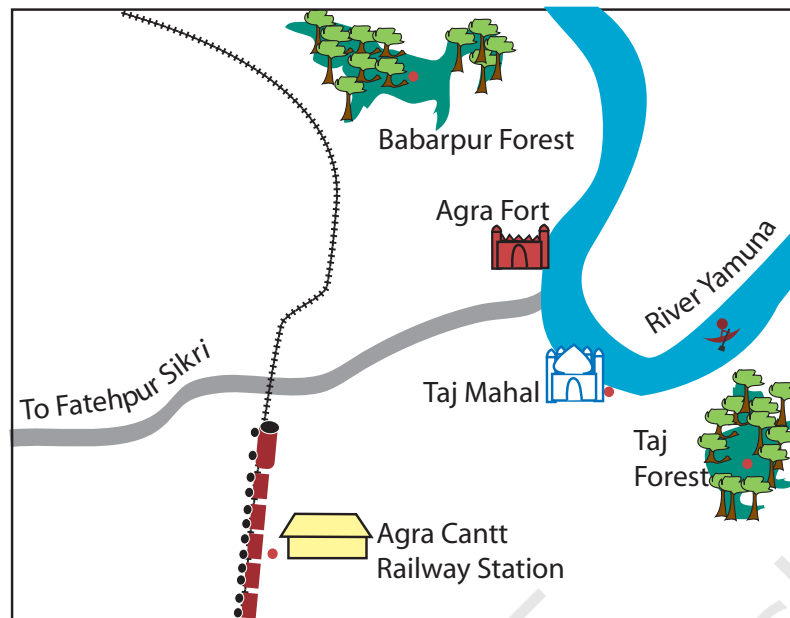 Babarpur Forest
Agra Fort
River Yamuna
To Fatehpur Sikri
Taj Mahal
Taj
Forest
Agra Cantt
Railway Station